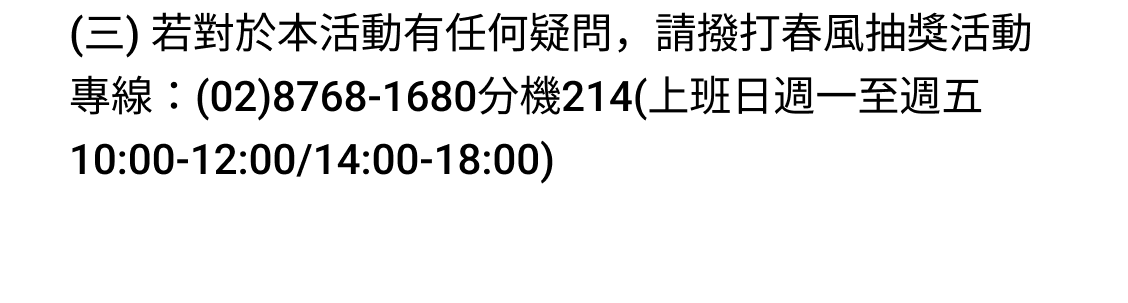 (三) 若對於本活動有任何疑問，請撥打春風抽獎活動
專線：(02)8768-1680分機214(上班日週一至週五
10:00-12:00/14:00-18:00)